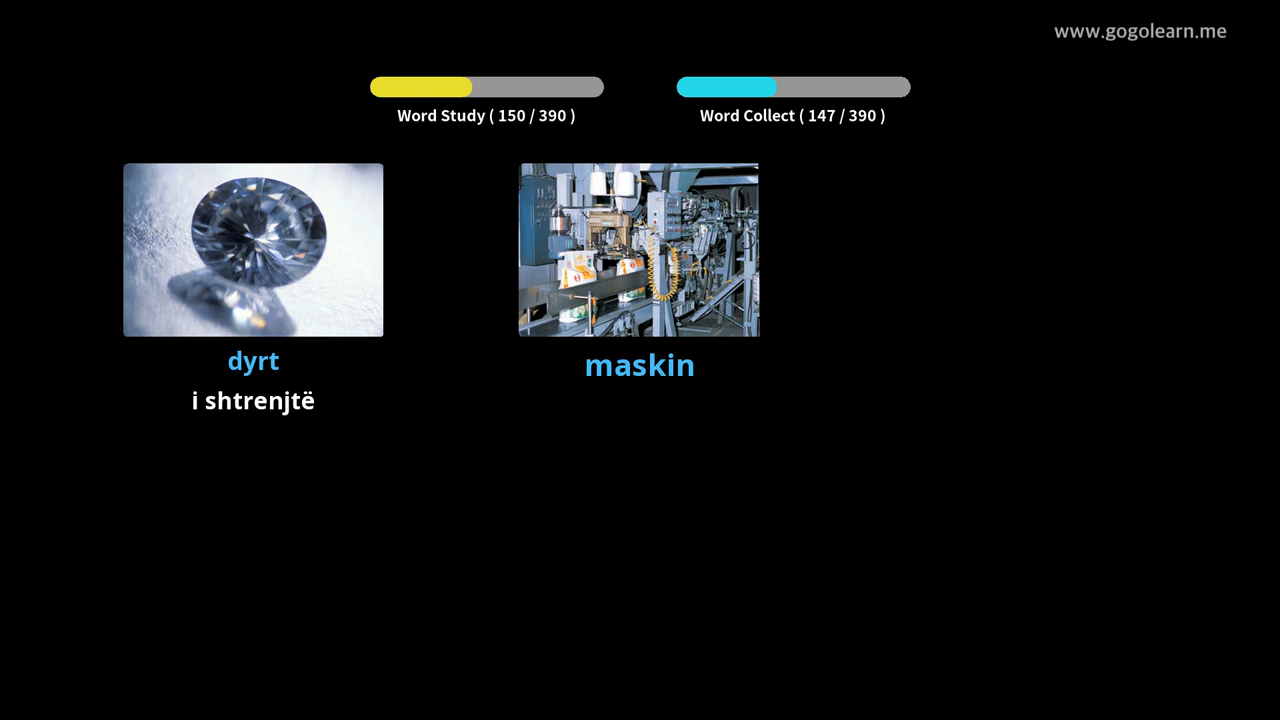 www.gogolearn.me
Word Study ( 150 / 390 )
Word Collect ( 147 / 390 )
dyrt
i shtrenjtë
maskin